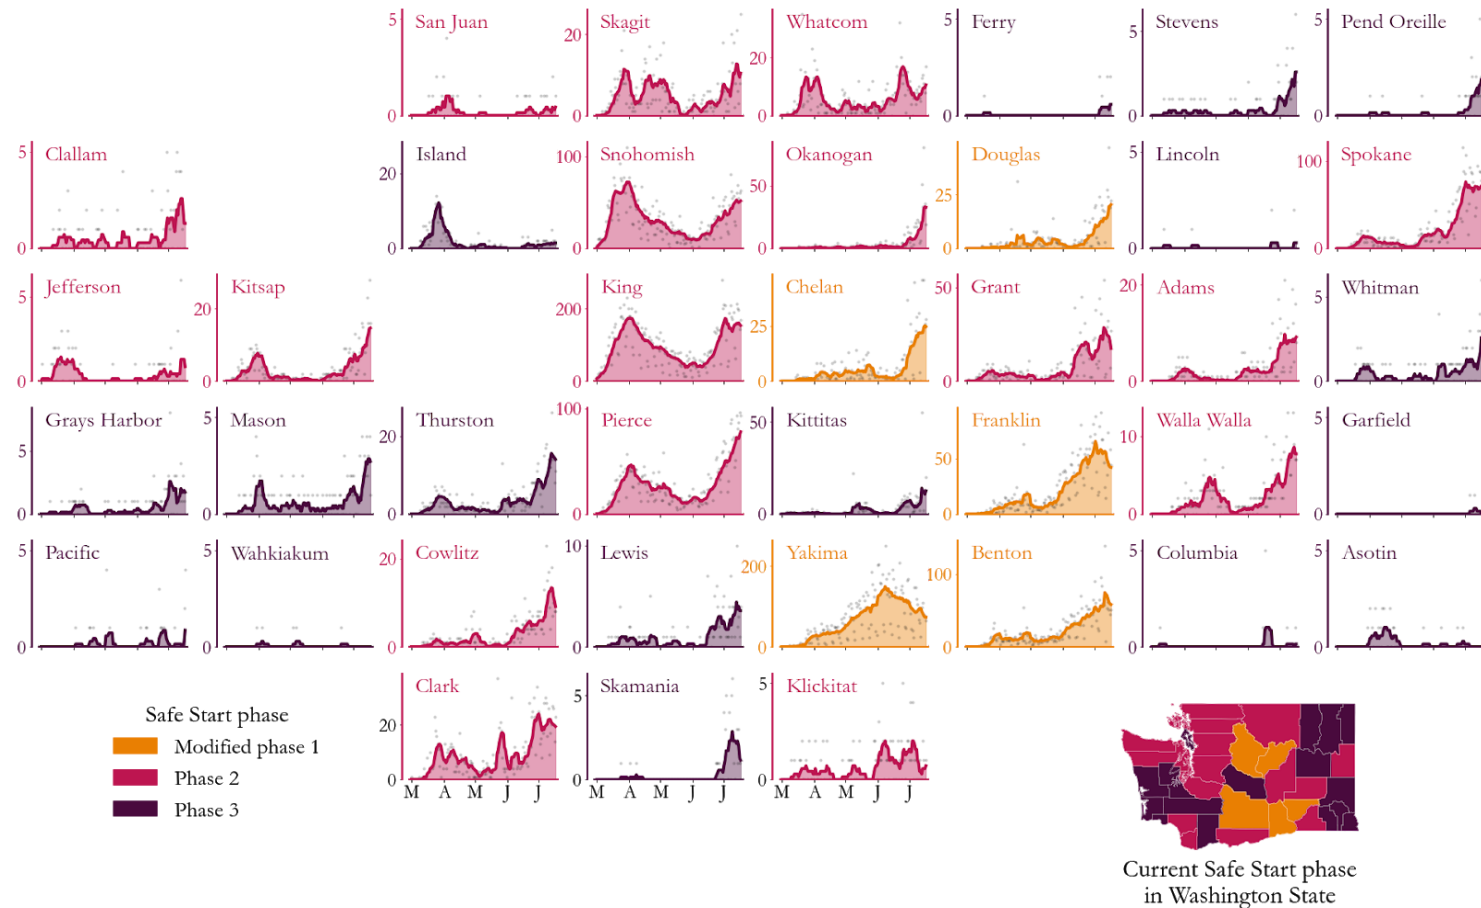 San Juan
Skagit
Whatcom
Ferry
Stevens
Pend Oreille
5
0
20
0
20
0
5
0
5
0
5
0
Clallam
Island
Snohomish
Okanogan
Douglas
Lincoln
Spokane
5
0
20
0
100
0
50
0
25
0
5
0
100
0
Jefferson
Kitsap
King
Chelan
Grant
Adams
Whitman
5
0
20
0
200
0
25
0
50
0
20
0
5
0
Grays Harbor
Mason
Thurston
Pierce
Kittitas
Franklin
Walla Walla
Garfield
5
0
5
0
20
0
100
0
50
0
50
0
10
0
5
0
Pacific
Wahkiakum
Cowlitz
Lewis
Yakima
Benton
Columbia
Asotin
5
0
5
0
20
0
10
0
200
0
100
0
5
0
5
0
Clark
Skamania
Klickitat
20
0
5
0
5
0
M A M J J
M A M J J
M A M J J
Safe Start phase
Modified phase 1
Phase 2
Phase 3
Current Safe Start phase
in Washington State